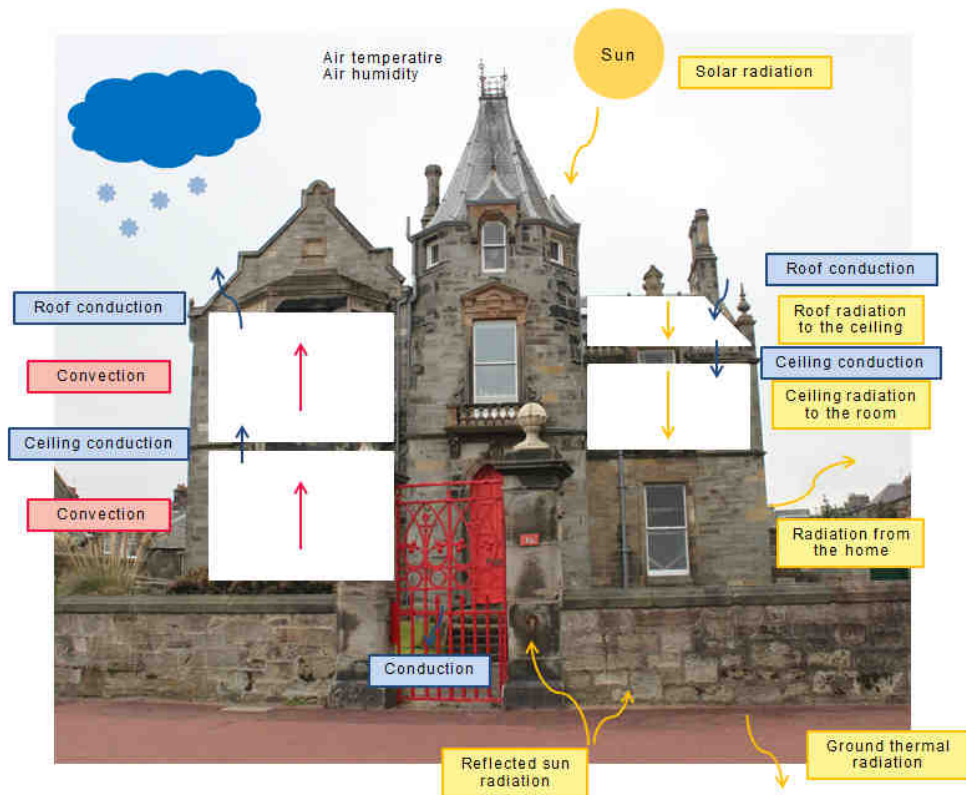 Air temperatire
Air humidity
Sun
Solar radiation
Roof conduction
Convection
Ceiling conduction
Convection
Roof conduction
Roof radiation
to the ceiling
Ceiling conduction
Ceiling radiation
to the room
Radiation from
the home
Conduction
Reflected sun
radiation
Ground thermal
radiation